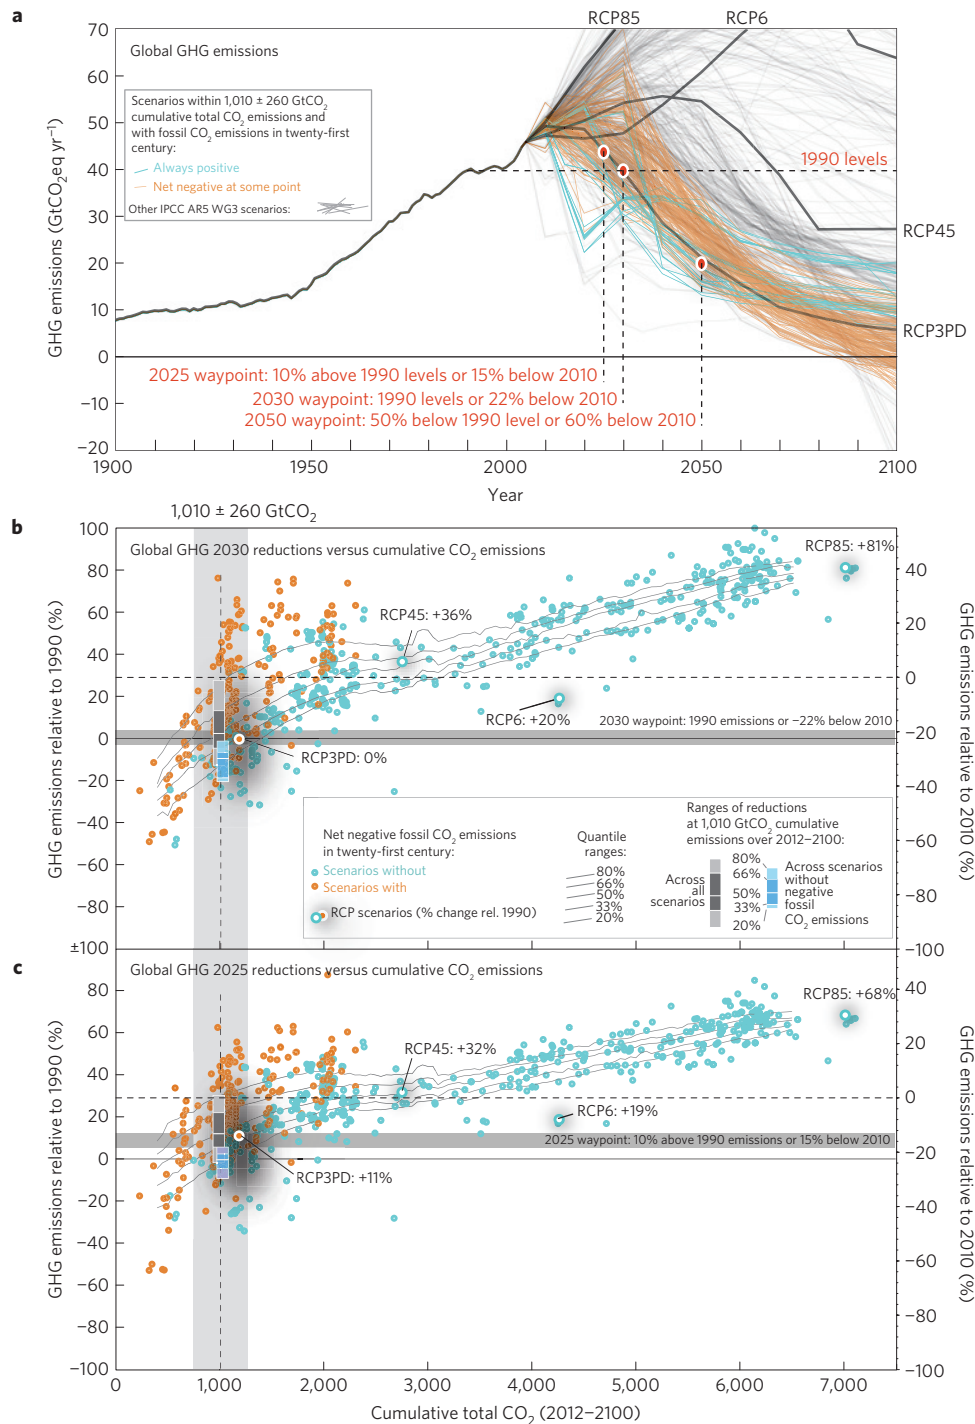 a
RCP85
RCP6
70
60
50
40
30
20
10
0
−10
−20
GHG emissions (GtCO2eq yr−1)
Global GHG emissions
Scenarios within 1,010 ± 260 GtCO2
cumulative total CO2 emissions and
with fossil CO2 emissions in twenty-first
century:
Always positive
Net negative at some point
Other IPCC AR5 WG3 scenarios:
1990 levels
RCP45
RCP3PD
2025 waypoint: 10% above 1990 levels or 15% below 2010
2030 waypoint: 1990 levels or 22% below 2010
2050 waypoint: 50% below 1990 level or 60% below 2010
1900
1950
2000
2050
2100
Year
1,010 ± 260 GtCO2
b
100
80
60
40
20
0
−20
−40
−60
−80
±100
GHG emissions relative to 1990 (%)
Global GHG 2030 reductions versus cumulative CO2 emissions
RCP85: +81%
RCP45: +36%
RCP6: +20%
2030 waypoint: 1990 emissions or −22% below 2010
RCP3PD: 0%
Net negative fossil CO2 emissions
in twenty-first century:
Scenarios without
Scenarios with
RCP scenarios (% change rel. 1990)
Quantile
ranges:
80%
66%
50%
33%
20%
Ranges of reductions
at 1,010 GtCO2 cumulative
emissions over 2012–2100:
Across
all
scenarios
80%
66%
50%
33%
20%
Across scenarios
without
negative
fossil
CO2 emissions
40
20
0
−20
−40
−60
−80
−100
GHG emissions relative to 2010 (%)
c
80
60
40
20
0
−20
−40
−60
−80
−100
GHG emissions relative to 1990 (%)
Global GHG 2025 reductions versus cumulative CO2 emissions
RCP85: +68%
RCP45: +32%
RCP6: +19%
2025 waypoint: 10% above 1990 emissions or 15% below 2010
RCP3PD: +11%
40
20
0
−20
−40
−60
−80
−100
GHG emissions relative to 2010 (%)
0
1,000
2,000
3,000
4,000
5,000
6,000
7,000
Cumulative total CO2 (2012–2100)